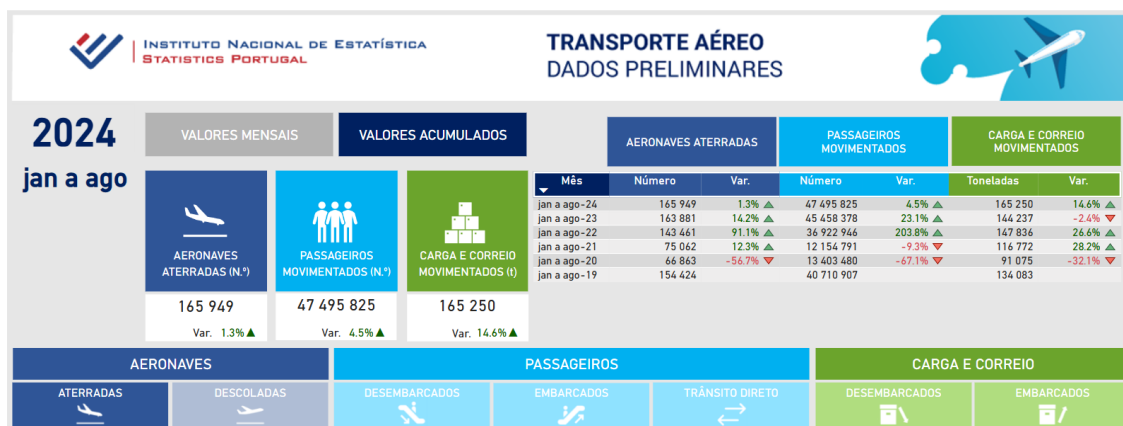 INSTITUTO NACIONAL DE ESTATÍSTICA
STATISTICS PORTUGAL
TRANSPORTE AÉREO
DADOS PRELIMINARES
2024
jan a ago
VALORES MENSAIS
VALORES ACUMULADOS
AERONAVES ATERRADAS (N.º)
165 949
Var. 1.3% ▲
PASSAGEIROS MOVIMENTADOS (N.º)
47 495 825
Var. 4.5% ▲
CARGA E CORREIO MOVIMENTADOS (t)
165 250
Var. 14.6% ▲
AERONAVES ATERRADAS
PASSAGEIROS MOVIMENTADOS
CARGA E CORREIO MOVIMENTADOS
Mês Número Var. Número Var. Toneladas Var.
jan a ago-24 165 949 1.3% ▲ 47 495 825 4.5% ▲ 165 250 14.6% ▲
jan a ago-23 163 881 14.2% ▲ 45 458 378 23.1% ▲ 144 237 -2.4% ▼
jan a ago-22 143 461 91.1% ▲ 36 922 946 203.8% ▲ 147 836 26.6% ▲
jan a ago-21 75 062 12.3% ▲ 12 154 791 -9.3% ▼ 116 772 28.2% ▲
jan a ago-20 66 863 -56.7% ▼ 13 403 480 -67.1% ▼ 91 075 -32.1% ▼
jan a ago-19 154 424 40 710 907 134 083
AERONAVES
PASSAGEIROS
CARGA E CORREIO
ATERRADAS
DESCOLADAS
DESEMBARCADOS
EMBARCADOS
TRÂNSITO DIRETO
DESEMBARCADOS
EMBARCADOS